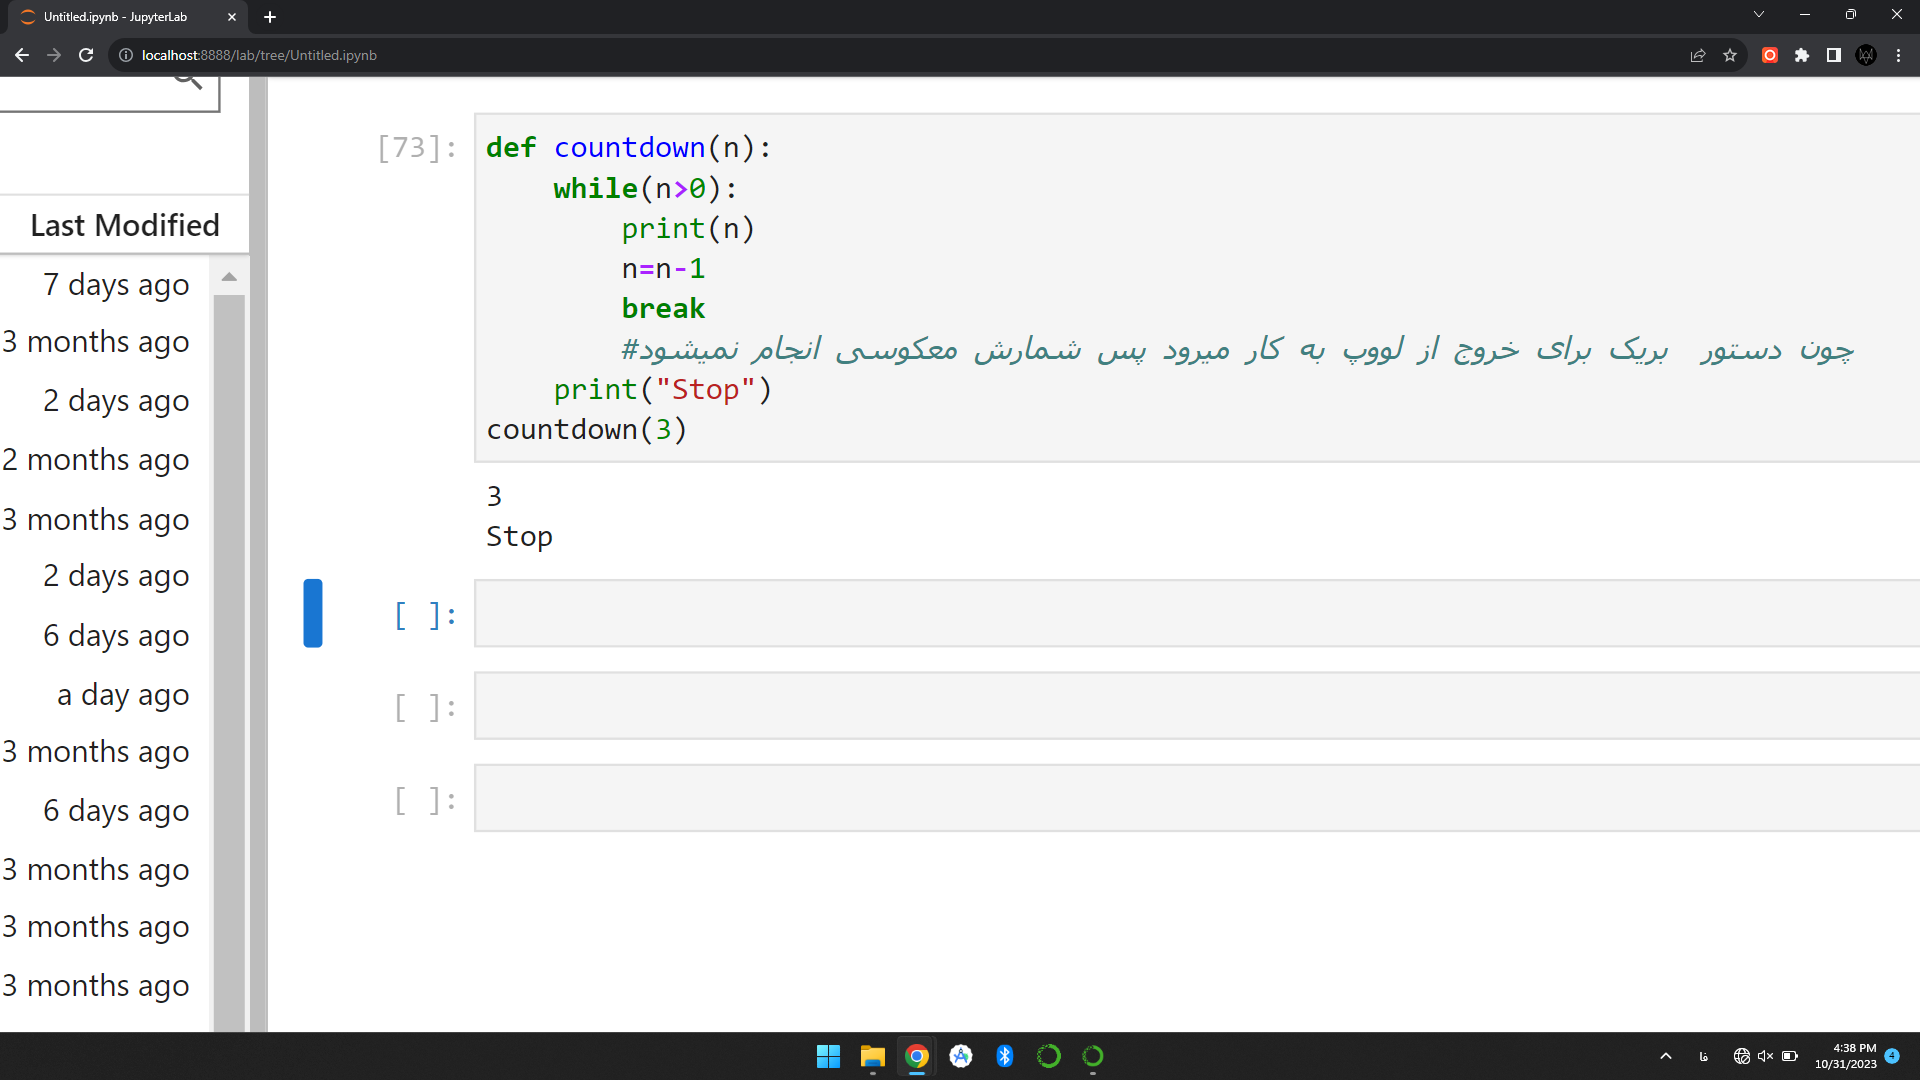 Untitled.ipynb - JupyterLab
localhost:8888/lab/tree/Untitled.ipynb
Last Modified
7 days ago
3 months ago
2 days ago
2 months ago
3 months ago
2 days ago
6 days ago
a day ago
3 months ago
6 days ago
3 months ago
3 months ago
3 months ago
[73]:
def countdown(n):
    while(n>0):
        print(n)
        n=n-1
        break
        #چون دستور  بریک برای خروج از لووپ به کار میرود پس شمارش معکوسی انجام نمیشود
    print("Stop")
countdown(3)
3
Stop
[ ]:
[ ]:
[ ]:
فا
4:38 PM
10/31/2023
4